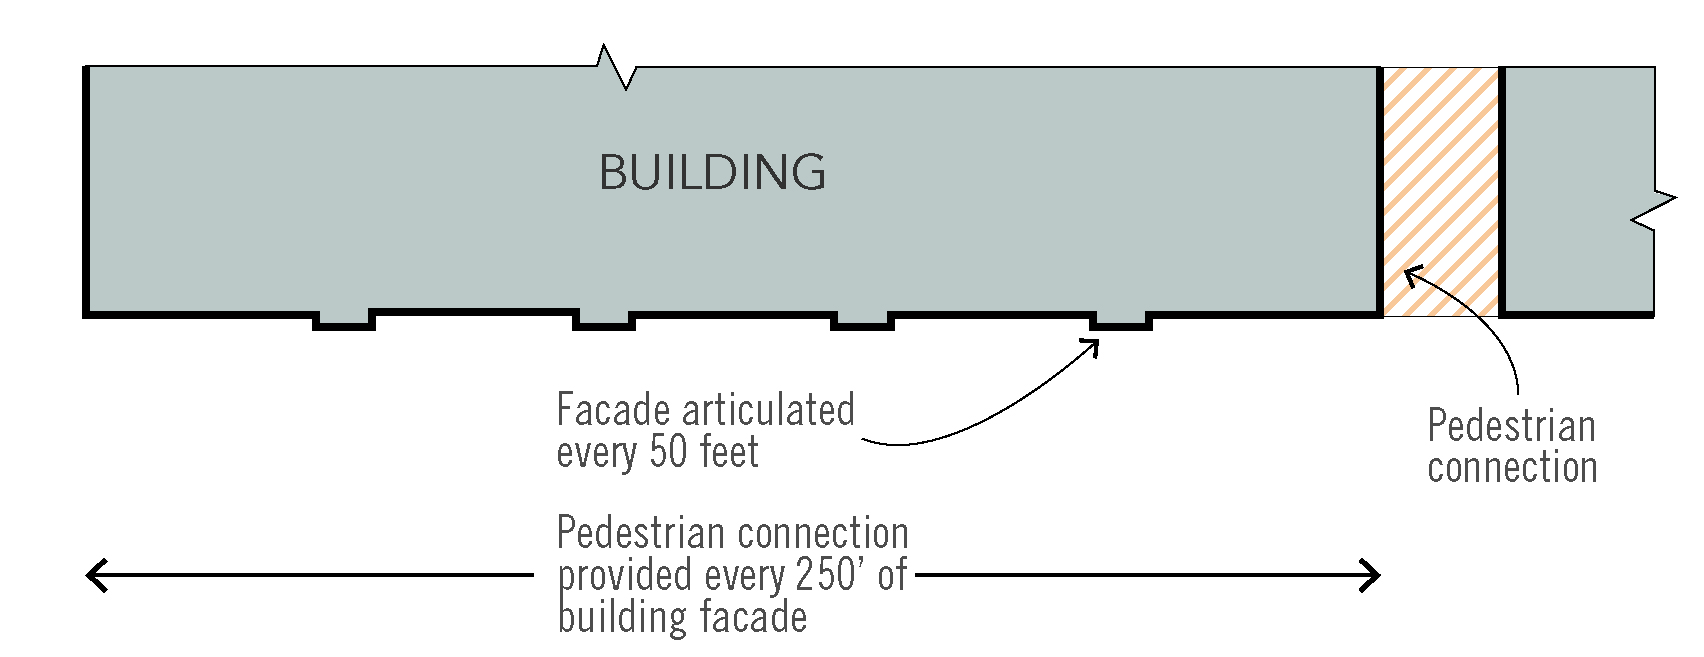 BUILDING
Facade articulated
every 50 feet
Pedestrian
connection
Pedestrian connection
provided every 250’ of
building facade